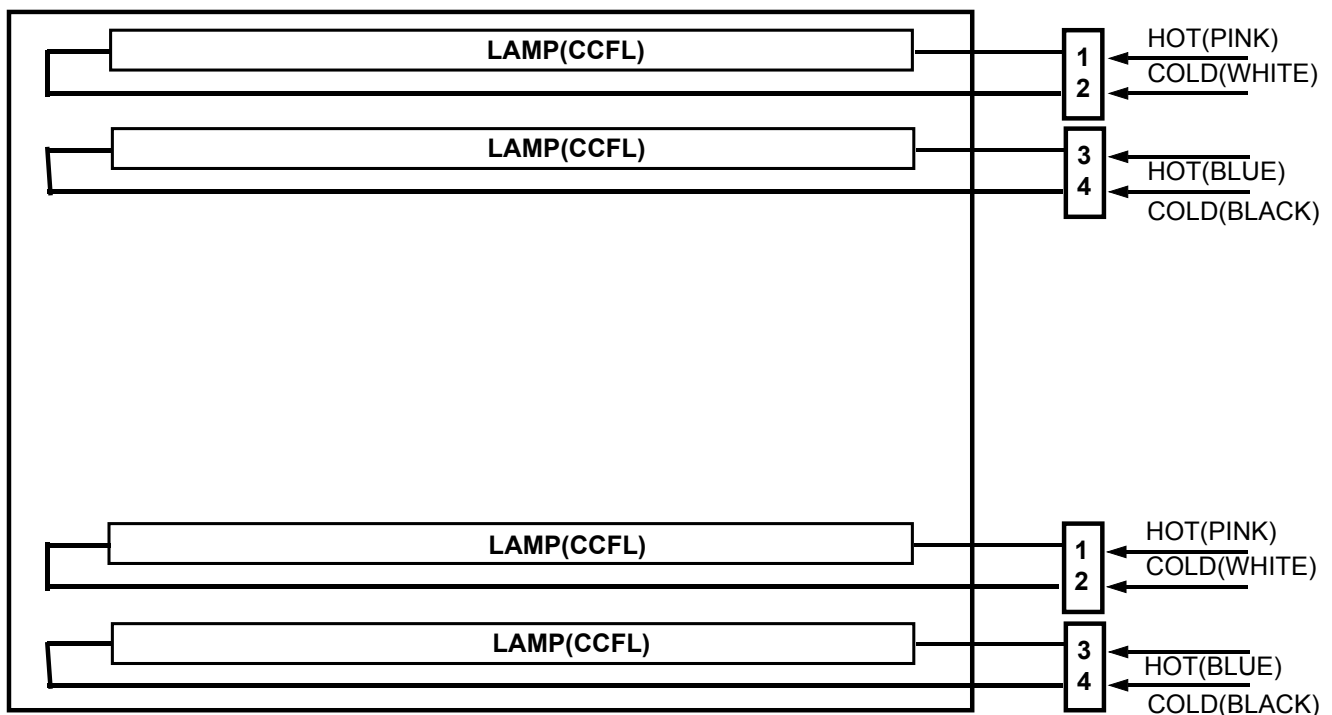 LAMP(CCFL)
1
2
HOT(PINK)
COLD(WHITE)
LAMP(CCFL)
3
4
HOT(BLUE)
COLD(BLACK)
LAMP(CCFL)
1
2
HOT(PINK)
COLD(WHITE)
LAMP(CCFL)
3
4
HOT(BLUE)
COLD(BLACK)